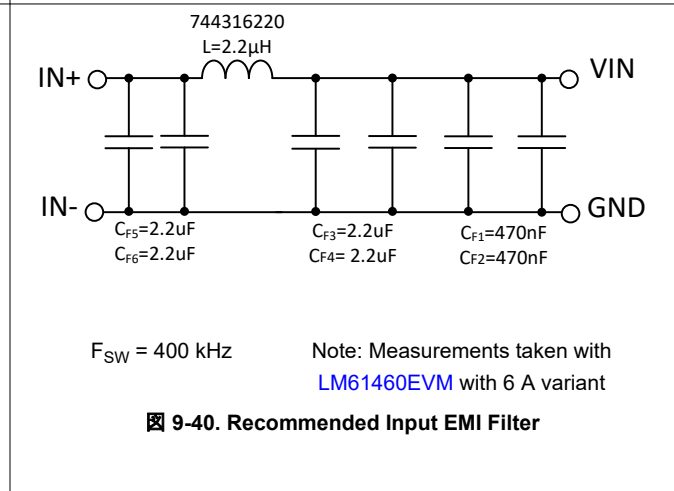 744316220
L=2.2µH
IN+
VIN
IN-
GND
CF5=2.2uF
CF6=2.2uF
CF3=2.2uF
CF4= 2.2uF
CF1=470nF
CF2=470nF
FSW = 400 kHz
Note: Measurements taken with
LM61460EVM with 6 A variant
図 9-40. Recommended Input EMI Filter